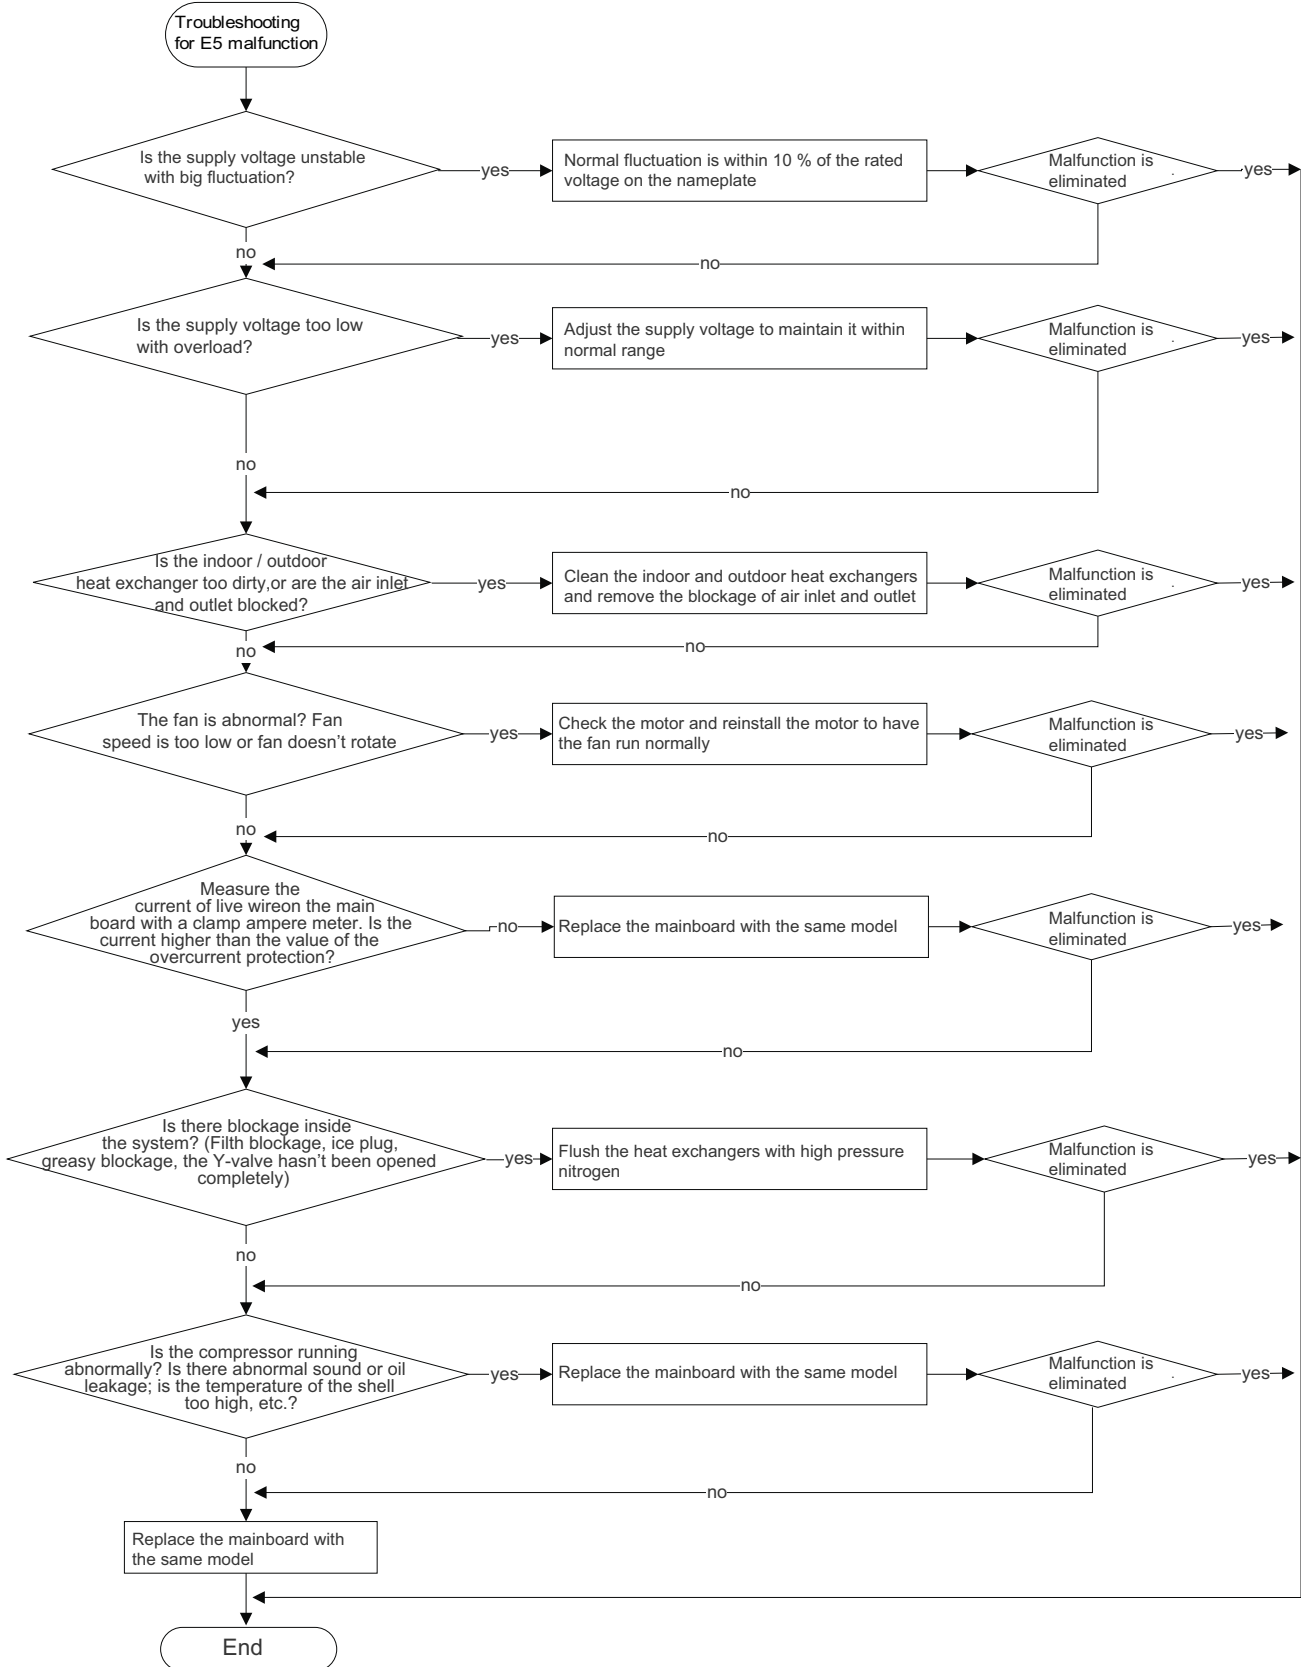 Troubleshooting
for E5 malfunction
Is the supply voltage unstable
with big fluctuation?
yes
Normal fluctuation is within 10 % of the rated
voltage on the nameplate
Malfunction is
eliminated
yes
no
no
Is the supply voltage too low
with overload?
yes
Adjust the supply voltage to maintain it within
normal range
Malfunction is
eliminated
yes
no
no
Is the indoor / outdoor
heat exchanger too dirty,or are the air inlet
and outlet blocked?
yes
Clean the indoor and outdoor heat exchangers
and remove the blockage of air inlet and outlet
Malfunction is
eliminated
yes
no
no
The fan is abnormal? Fan
speed is too low or fan doesn't rotate
yes
Check the motor and reinstall the motor to have
the fan run normally
Malfunction is
eliminated
yes
no
no
Measure the
current of live wireon the main
board with a clamp ampere meter. Is the
current higher than the value of the
overcurrent protection?
no
Replace the mainboard with the same model
Malfunction is
eliminated
yes
yes
no
Is there blockage inside
the system? (Filth blockage, ice plug,
greasy blockage, the Y-valve hasn't been opened
completely)
yes
Flush the heat exchangers with high pressure
nitrogen
Malfunction is
eliminated
yes
no
no
Is the compressor running
abnormally? Is there abnormal sound or oil
leakage; is the temperature of the shell
too high, etc.?
yes
Replace the mainboard with the same model
Malfunction is
eliminated
yes
no
no
Replace the mainboard with
the same model
End